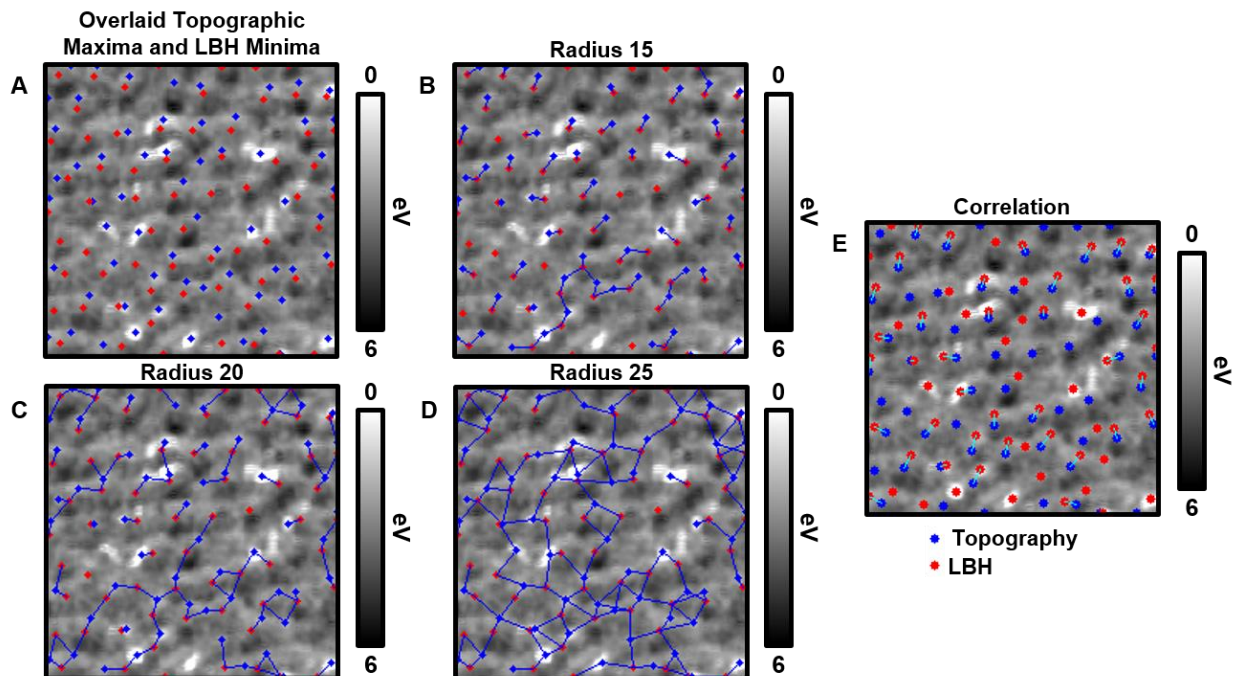 Overlaid Topographic
Maxima and LBH Minima
A
0
eV
6
Radius 15
B
0
eV
6
Radius 20
C
0
eV
6
Radius 25
D
0
eV
6
Correlation
E
0
eV
6
Topography
LBH